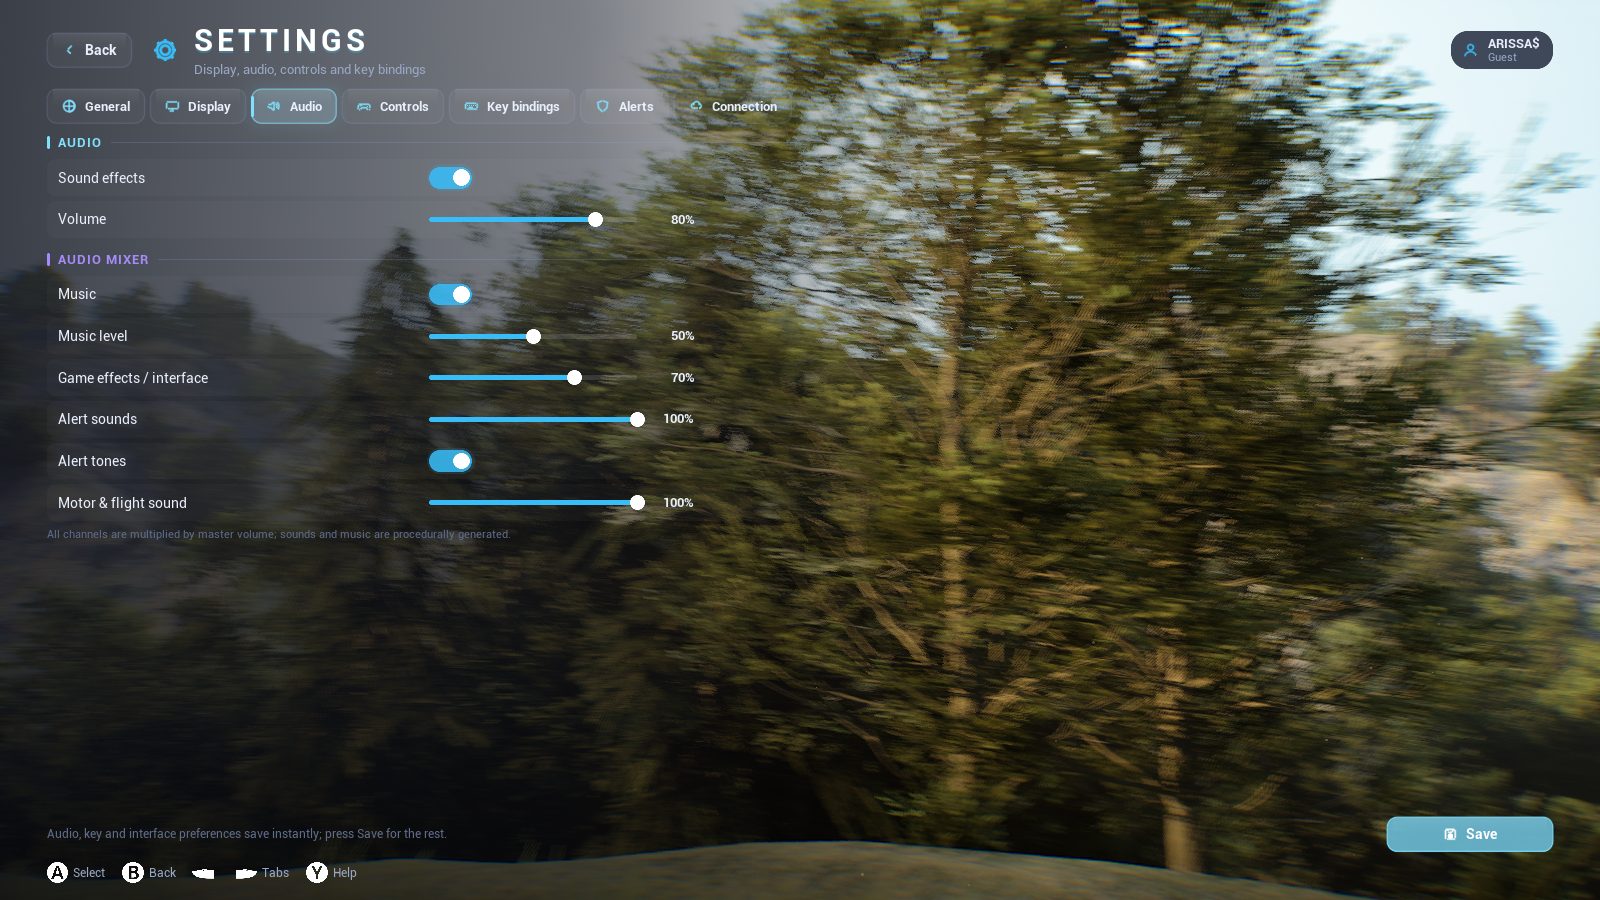 Back
SETTINGS
Display, audio, controls and key bindings
ARISSA$
Guest
General Display Audio Controls Key bindings Alerts Connection
AUDIO
Sound effects
Volume 80%
AUDIO MIXER
Music
Music level 50%
Game effects / interface 70%
Alert sounds 100%
Alert tones
Motor & flight sound 100%
All channels are multiplied by master volume; sounds and music are procedurally generated.
Audio, key and interface preferences save instantly; press Save for the rest.
Save
A Select B Back Tabs Y Help